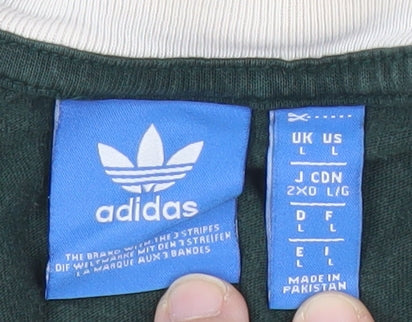 adidas
THE BRAND WITH THE 3 STRIPES
DIE WELTMARKE MIT DEN 3 STREIFEN
LA MARQUE AUX 3 BANDES
UK US
L L
J CDN
2XO L/G
D F
L L
E I
L L
MADE IN
PAKISTAN